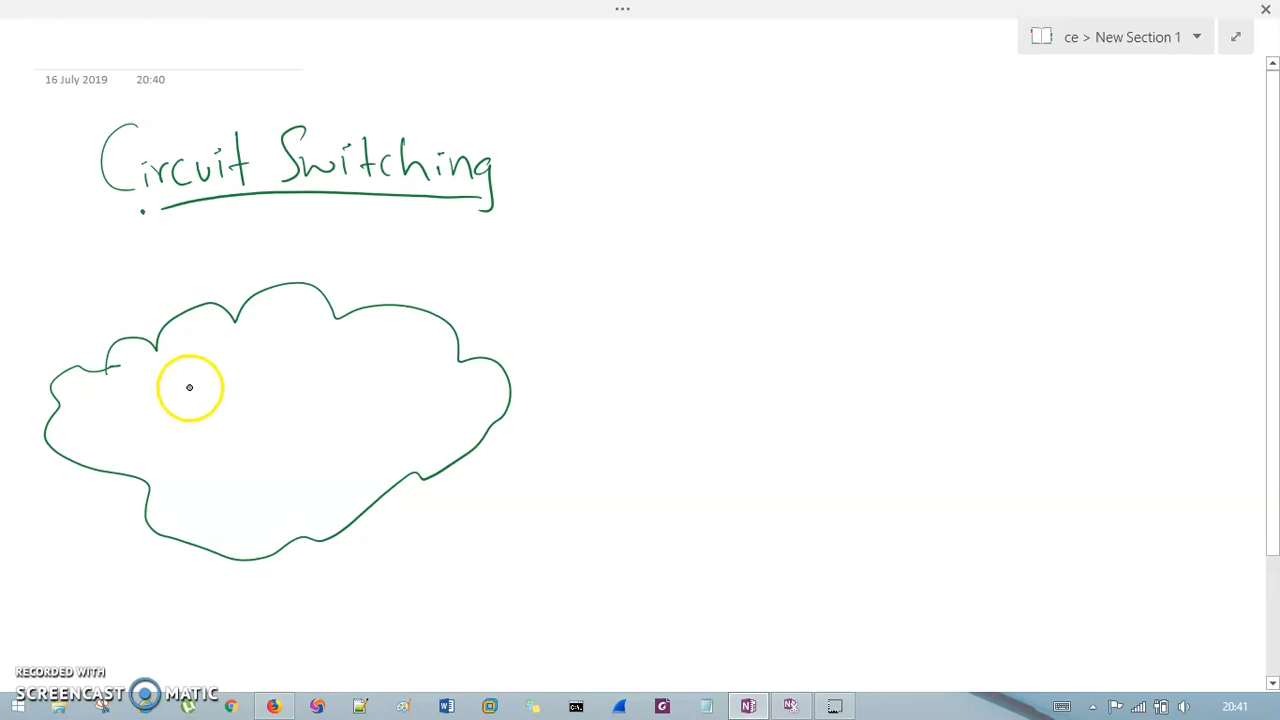 ce > New Section 1
16 July 2019 20:40
Circuit Switching
RECORDED WITH
SCREENCAST MATIC
20:41